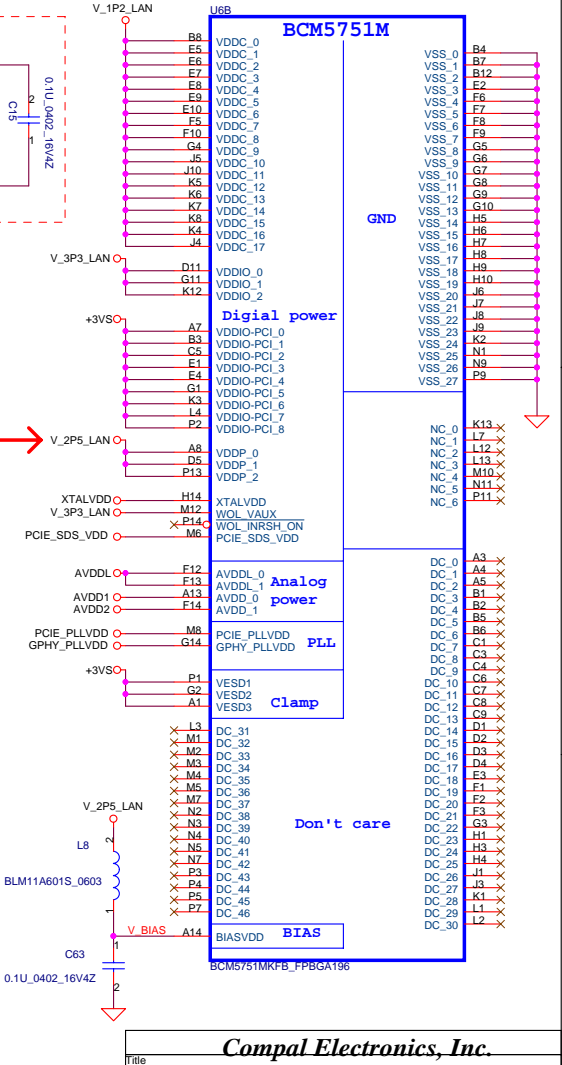 V_1P2_LAN
U6B
BCM5751M
0.1U_0402_16V4Z
C15
2
1
B8 VDDC_0
E5 VDDC_1
E6 VDDC_2
E7 VDDC_3
E8 VDDC_4
E9 VDDC_5
E10 VDDC_6
F5 VDDC_7
F10 VDDC_8
G4 VDDC_9
J5 VDDC_10
J10 VDDC_11
K5 VDDC_12
K6 VDDC_13
K7 VDDC_14
K8 VDDC_15
K4 VDDC_16
J4 VDDC_17
V_3P3_LAN
D11 VDDIO_0
G11 VDDIO_1
K12 VDDIO_2
Digial power
+3VS
A7 VDDIO-PCI_0
B3 VDDIO-PCI_1
C5 VDDIO-PCI_2
E1 VDDIO-PCI_3
E4 VDDIO-PCI_4
G1 VDDIO-PCI_5
K3 VDDIO-PCI_6
L4 VDDIO-PCI_7
P2 VDDIO-PCI_8
V_2P5_LAN
A8 VDDP_0
D5 VDDP_1
P13 VDDP_2
XTALVDD H14 XTALVDD
V_3P3_LAN M12 WOL_VAUX
P14 WOL_INRSH_ON
PCIE_SDS_VDD M6 PCIE_SDS_VDD
AVDDL F12 AVDDL_0
F13 AVDDL_1
AVDD1 A13 AVDD_0
AVDD2 F14 AVDD_1
Analog
power
PCIE_PLLVDD M8 PCIE_PLLVDD
GPHY_PLLVDD G14 GPHY_PLLVDD
PLL
+3VS
P1 VESD1
G2 VESD2
A1 VESD3
Clamp
L3 DC_31
M1 DC_32
M2 DC_33
M3 DC_34
M4 DC_35
M5 DC_36
M7 DC_37
N2 DC_38
N3 DC_39
N4 DC_40
N5 DC_41
N7 DC_42
P3 DC_43
P4 DC_44
P5 DC_45
P7 DC_46
Don't care
V_2P5_LAN
2
L8
BLM11A601S_0603
1
V_BIAS A14 BIASVDD
BIAS
1
C63
0.1U_0402_16V4Z
2
GND
VSS_0 B4
VSS_1 B7
VSS_2 B12
VSS_3 E2
VSS_4 F6
VSS_5 F7
VSS_6 F8
VSS_7 F9
VSS_8 G5
VSS_9 G6
VSS_10 G7
VSS_11 G8
VSS_12 G9
VSS_13 G10
VSS_14 H5
VSS_15 H6
VSS_16 H7
VSS_17 H8
VSS_18 H9
VSS_19 H10
VSS_20 J6
VSS_21 J7
VSS_22 J8
VSS_23 J9
VSS_24 K2
VSS_25 N1
VSS_26 N9
VSS_27 P9
NC_0 K13
NC_1 L7
NC_2 L12
NC_3 L13
NC_4 M10
NC_5 N11
NC_6 P11
DC_0 A3
DC_1 A4
DC_2 A5
DC_3 B1
DC_4 B2
DC_5 B5
DC_6 B6
DC_7 C1
DC_8 C3
DC_9 C4
DC_10 C6
DC_11 C7
DC_12 C8
DC_13 C9
DC_14 D1
DC_15 D2
DC_16 D3
DC_17 D4
DC_18 E3
DC_19 F1
DC_20 F2
DC_21 F3
DC_22 G3
DC_23 H1
DC_24 H3
DC_25 H4
DC_26 J1
DC_27 J3
DC_28 K1
DC_29 L1
DC_30 L2
BCM5751MKFB_FPBGA196
Compal Electronics, Inc.
Title